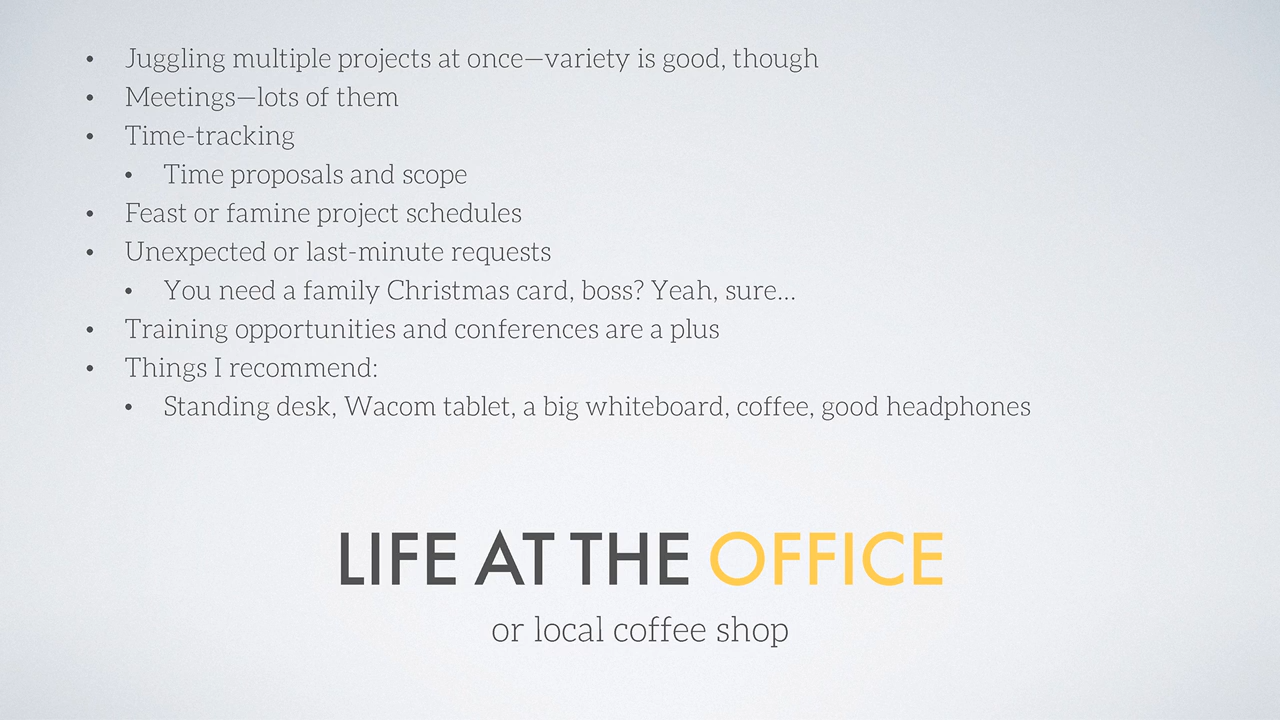 • Juggling multiple projects at once—variety is good, though
• Meetings—lots of them
• Time-tracking
• Time proposals and scope
• Feast or famine project schedules
• Unexpected or last-minute requests
• You need a family Christmas card, boss? Yeah, sure...
• Training opportunities and conferences are a plus
• Things I recommend:
• Standing desk, Wacom tablet, a big whiteboard, coffee, good headphones
LIFE AT THE OFFICE
or local coffee shop